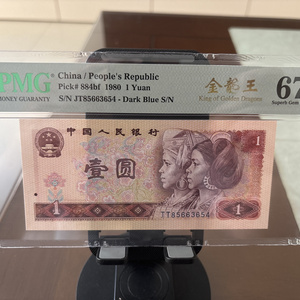 PMG
MONEY GUARANTY
China / People's Republic
Pick# 884bf 1980 1 Yuan
S/N JT85663654 - Dark Blue S/N
金龙王
King of Golden Dragons
67
Superb Gem
中国人民银行
1
壹圆
1
JT85663654
1